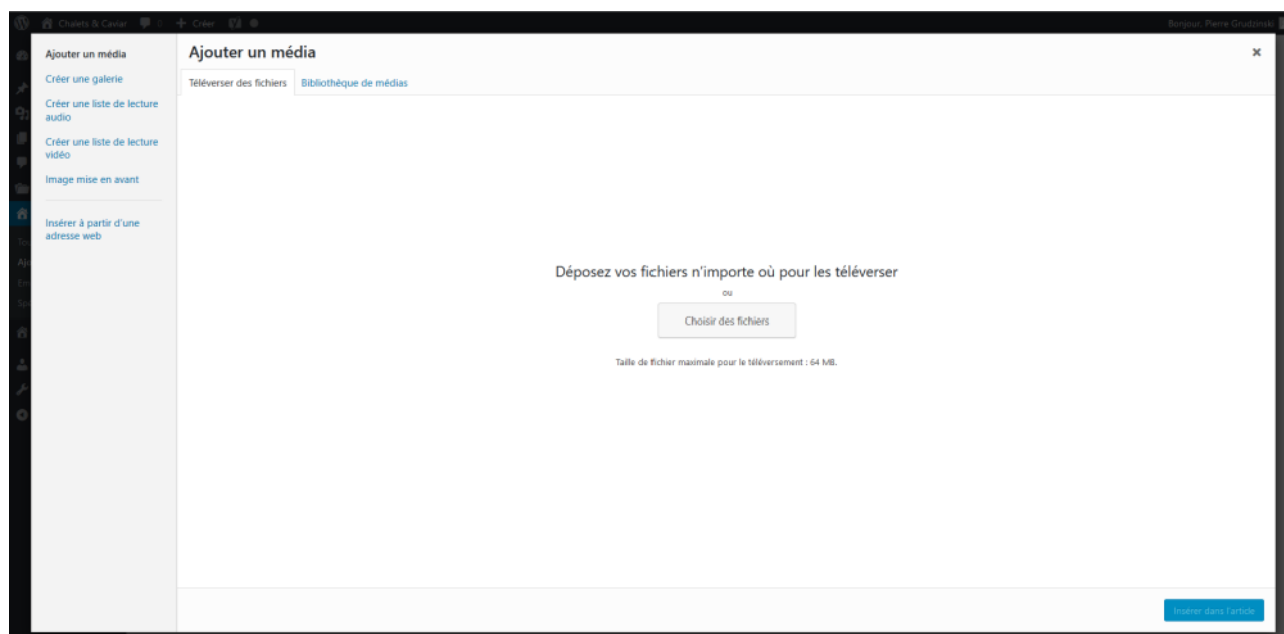 Chalets & Caviar 0 + Créer
Bonjour, Pierre Grudzinski
Ajouter un média
Créer une galerie
Créer une liste de lecture
audio
Créer une liste de lecture
vidéo
Image mise en avant
Insérer à partir d'une
adresse web
Ajouter un média
Téléverser des fichiers
Bibliothèque de médias
Déposez vos fichiers n'importe où pour les téléverser
ou
Choisir des fichiers
Taille de fichier maximale pour le téléversement : 64 MB.
Insérer dans l'article